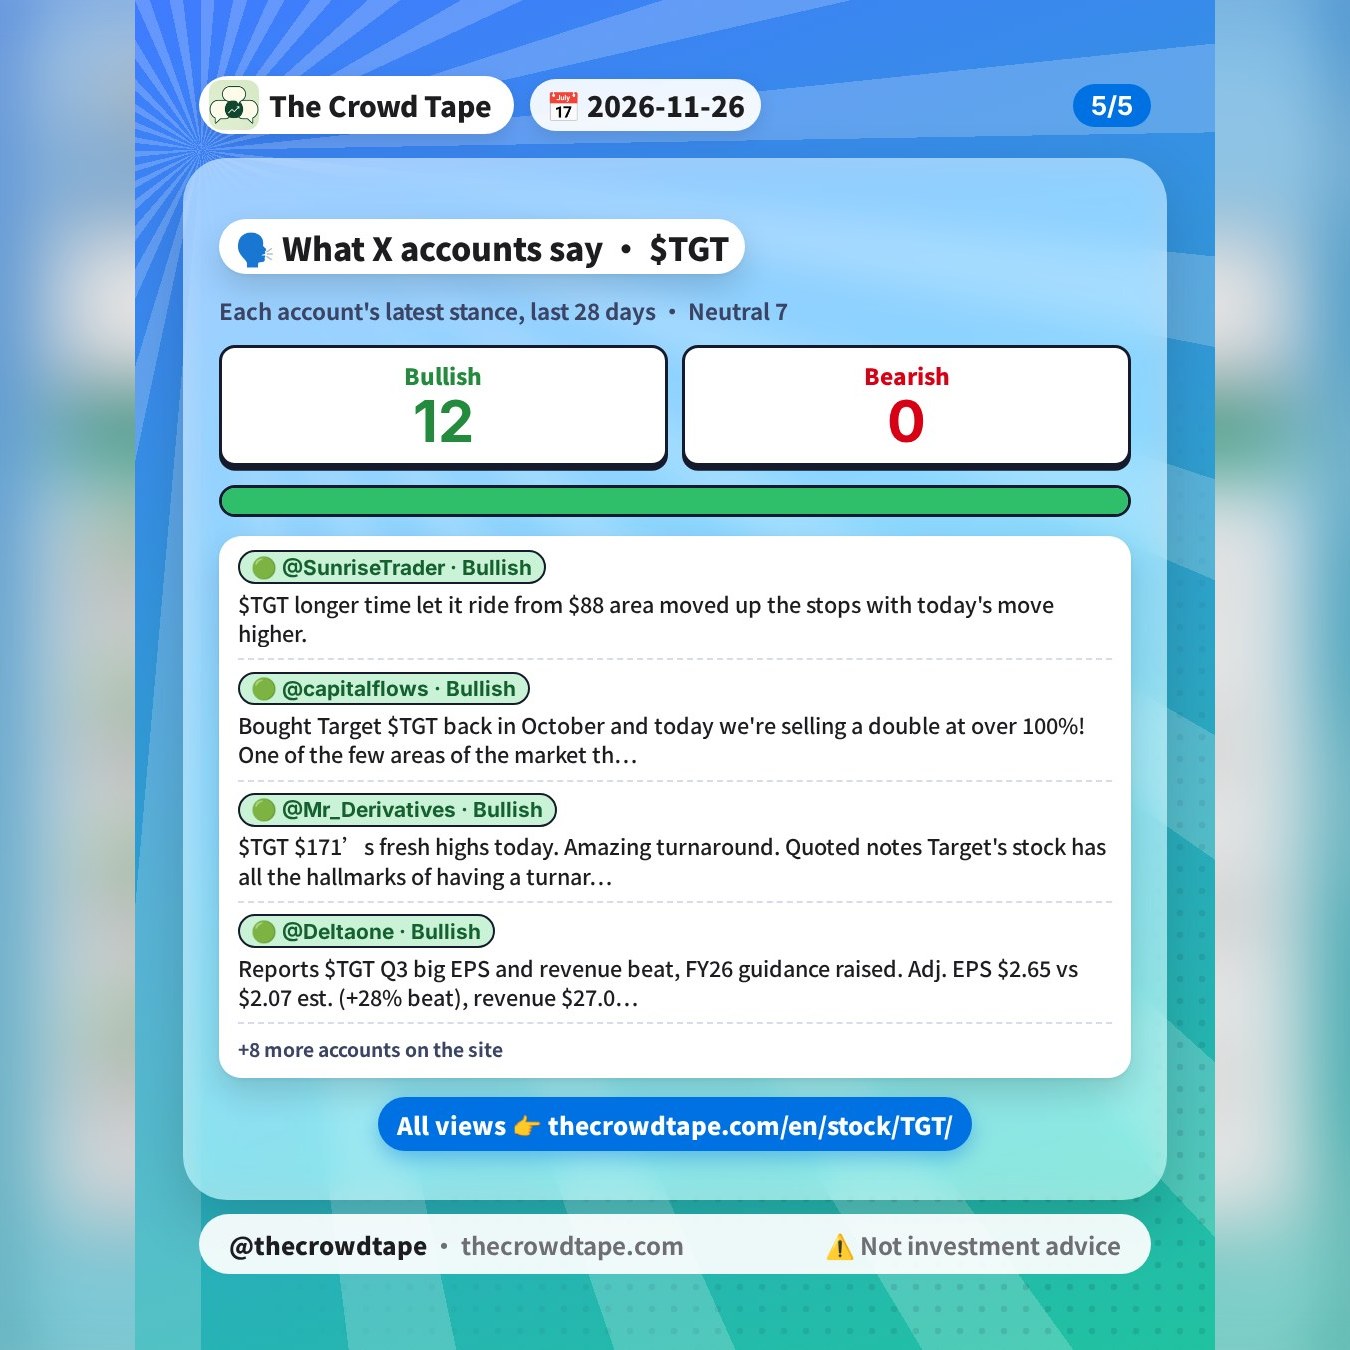 The Crowd Tape
📅 2026-11-26
5/5
🗣️ What X accounts say • $TGT
Each account's latest stance, last 28 days • Neutral 7
Bullish
12
Bearish
0
🟢 @SunriseTrader · Bullish
$TGT longer time let it ride from $88 area moved up the stops with today's move
higher.
🟢 @capitalflows · Bullish
Bought Target $TGT back in October and today we're selling a double at over 100%!
One of the few areas of the market th…
🟢 @Mr_Derivatives · Bullish
$TGT $171’s fresh highs today. Amazing turnaround. Quoted notes Target's stock has
all the hallmarks of having a turnar…
🟢 @Deltaone · Bullish
Reports $TGT Q3 big EPS and revenue beat, FY26 guidance raised. Adj. EPS $2.65 vs
$2.07 est. (+28% beat), revenue $27.0…
+8 more accounts on the site
All views 👉 thecrowdtape.com/en/stock/TGT/
@thecrowdtape • thecrowdtape.com
⚠️ Not investment advice